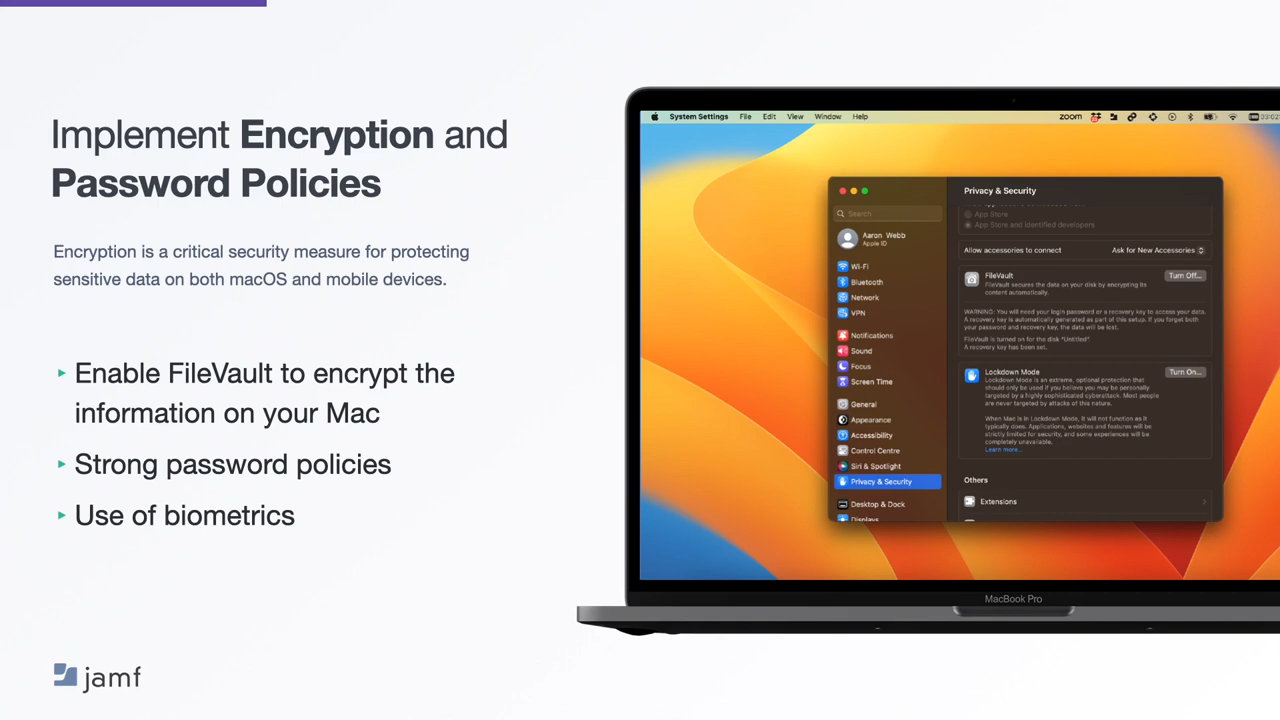 Implement Encryption and
Password Policies
Encryption is a critical security measure for protecting
sensitive data on both macOS and mobile devices.
▸ Enable FileVault to encrypt the
information on your Mac
▸ Strong password policies
▸ Use of biometrics
jamf
System Settings File Edit View Window Help
zoom
Search
Aaron Webb
Apple ID
Wi-Fi
Bluetooth
Network
VPN
Notifications
Sound
Focus
Screen Time
General
Appearance
Accessibility
Control Centre
Siri & Spotlight
Privacy & Security
Desktop & Dock
Displays
Privacy & Security
App Store
App Store and identified developers
Allow accessories to connect Ask for New Accessories
FileVault Turn Off...
FileVault secures the data on your disk by encrypting its
content automatically.
WARNING: You will need your login password or a recovery key to access your data.
A recovery key is automatically generated as part of this setup. If you forget both
your password and recovery key, the data will be lost.
FileVault is turned on for the disk "Untitled".
A recovery key has been set.
Lockdown Mode Turn On...
Lockdown Mode is an extreme, optional protection that
should only be used if you believe you may be personally
targeted by a highly sophisticated cyberattack. Most people
are never targeted by attacks of this nature.
When Mac is in Lockdown Mode, it will not function as it
typically does. Applications, websites and features will be
strictly limited for security, and some experiences will be
completely unavailable.
Learn more...
Others
Extensions
MacBook Pro